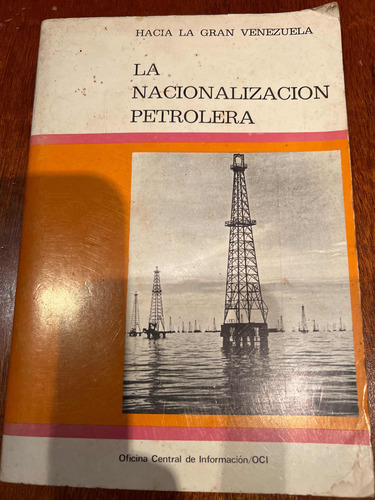 HACIA LA GRAN VENEZUELA
LA
NACIONALIZACION
PETROLERA
Oficina Central de Información/OCI